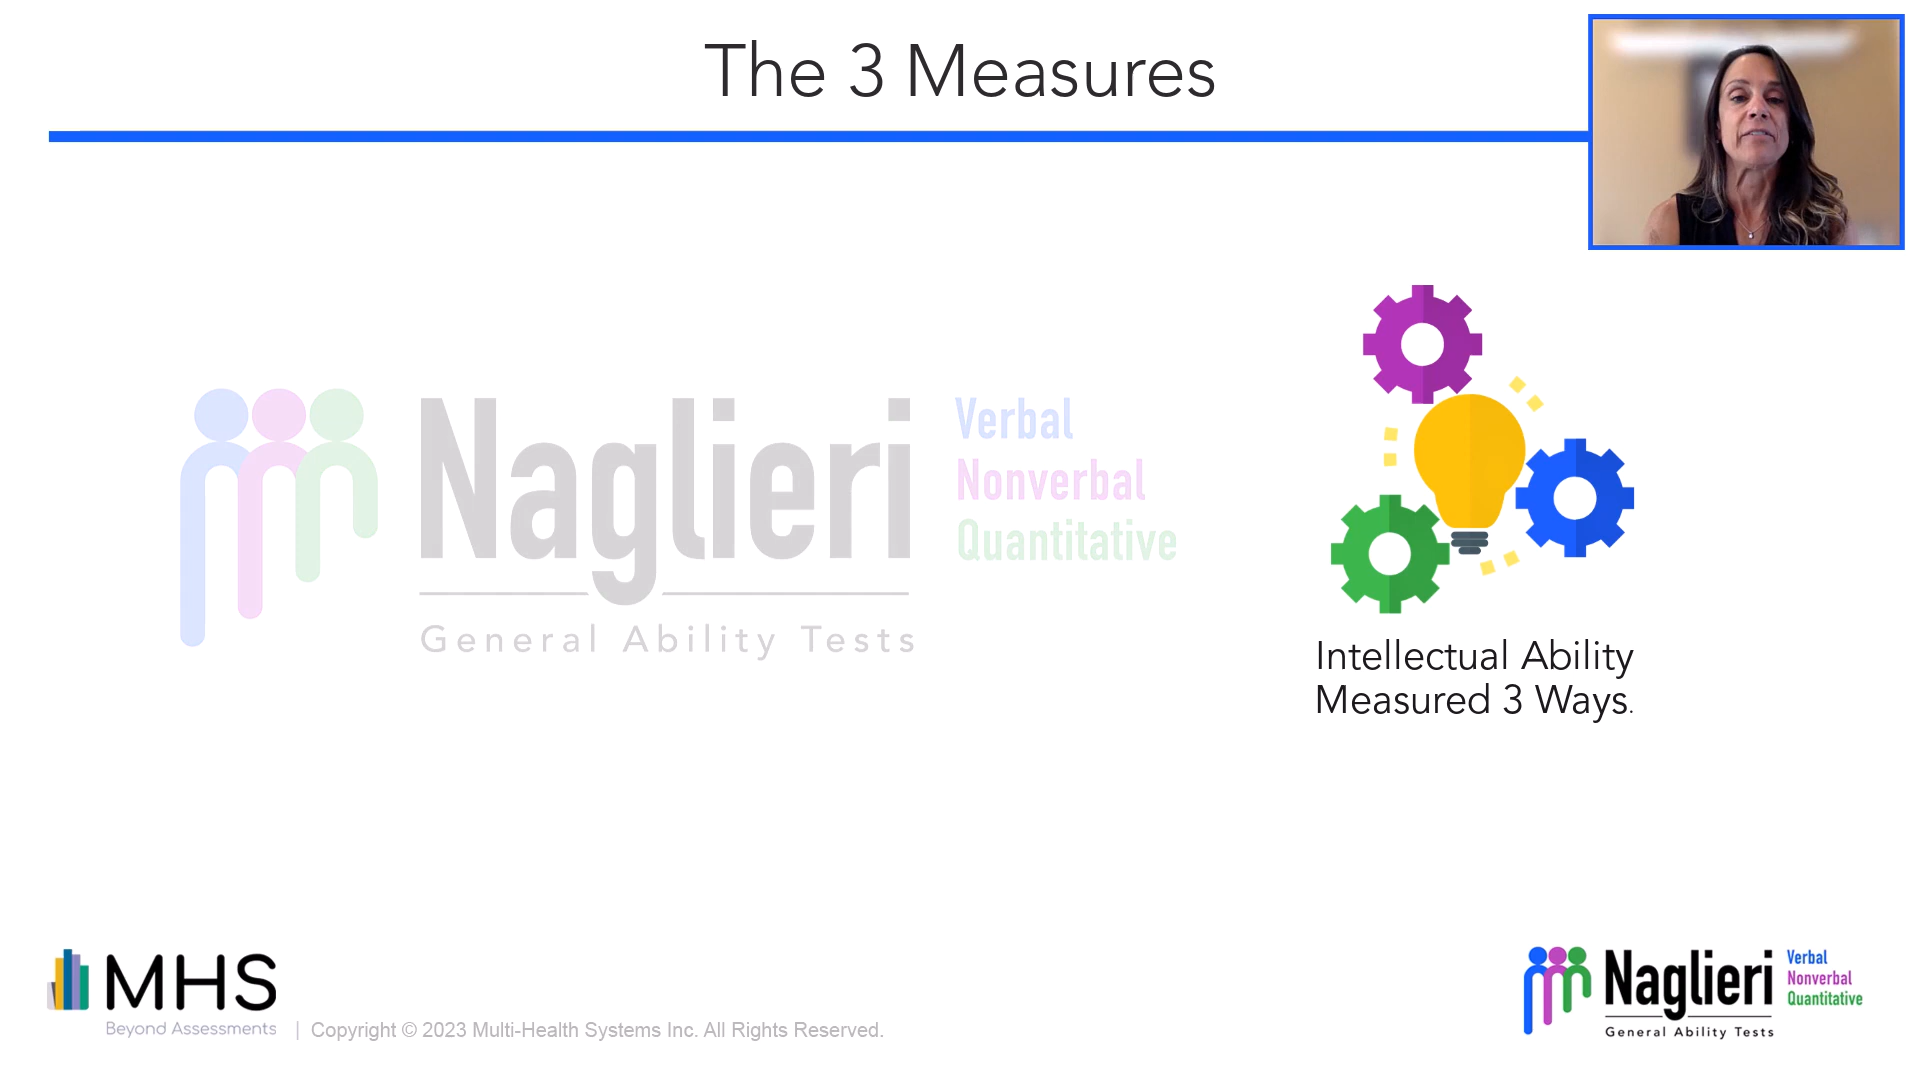 The 3 Measures
Naglieri
General Ability Tests
Verbal
Nonverbal
Quantitative
Intellectual Ability
Measured 3 Ways.
MHS
Beyond Assessments
| Copyright © 2023 Multi-Health Systems Inc. All Rights Reserved.
Naglieri
General Ability Tests
Verbal
Nonverbal
Quantitative